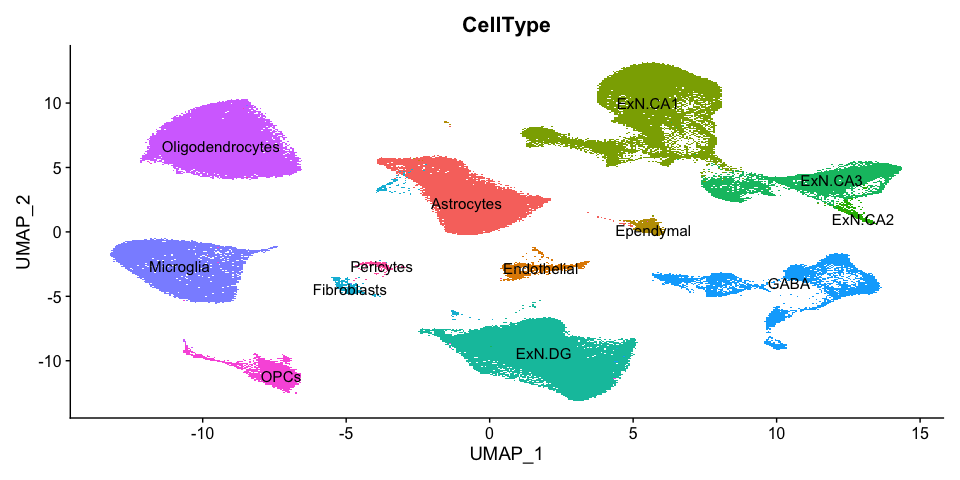 CellType
UMAP_2
10
5
0
-5
-10
ExN.CA1
Oligodendrocytes
ExN.CA3
Astrocytes
ExN.CA2
Ependymal
Microglia
Pericytes
Endothelial
GABA
Fibroblasts
ExN.DG
OPCs
-10
-5
0
5
10
15
UMAP_1